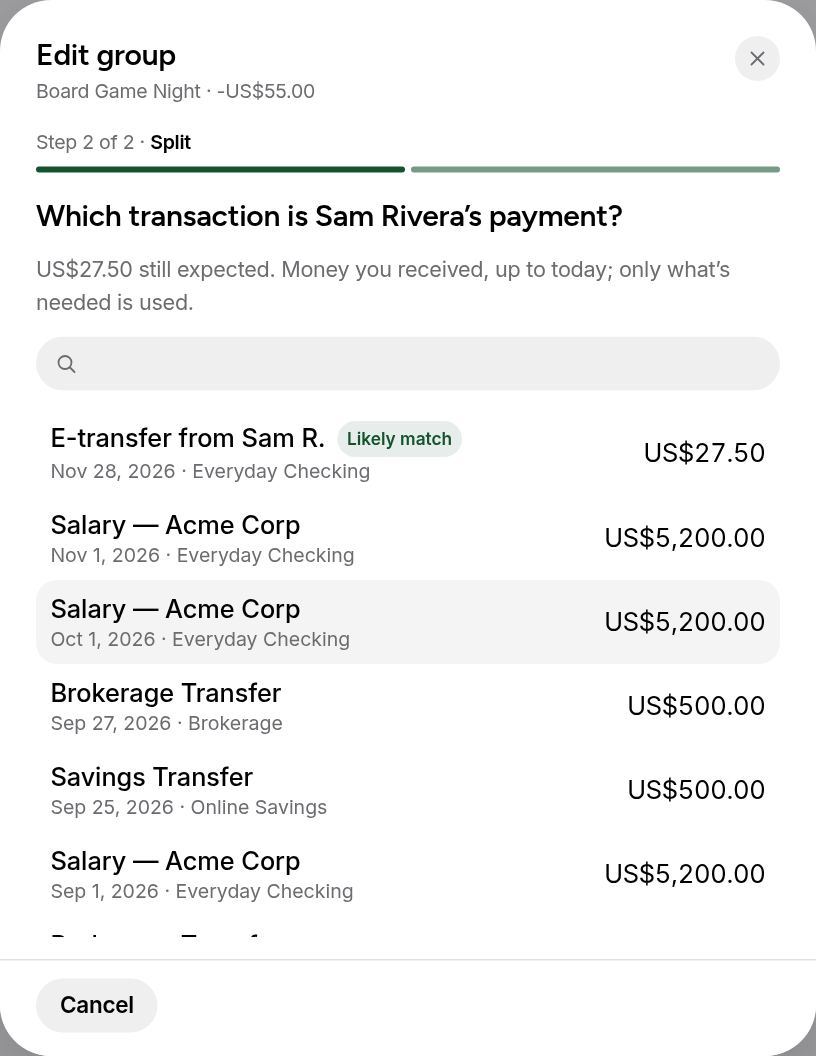 Edit group
Board Game Night · -US$55.00
Step 2 of 2 · Split
Which transaction is Sam Rivera’s payment?
US$27.50 still expected. Money you received, up to today; only what’s
needed is used.
E-transfer from Sam R. Likely match
Nov 28, 2026 · Everyday Checking
US$27.50
Salary — Acme Corp
Nov 1, 2026 · Everyday Checking
US$5,200.00
Salary — Acme Corp
Oct 1, 2026 · Everyday Checking
US$5,200.00
Brokerage Transfer
Sep 27, 2026 · Brokerage
US$500.00
Savings Transfer
Sep 25, 2026 · Online Savings
US$500.00
Salary — Acme Corp
Sep 1, 2026 · Everyday Checking
US$5,200.00
Cancel